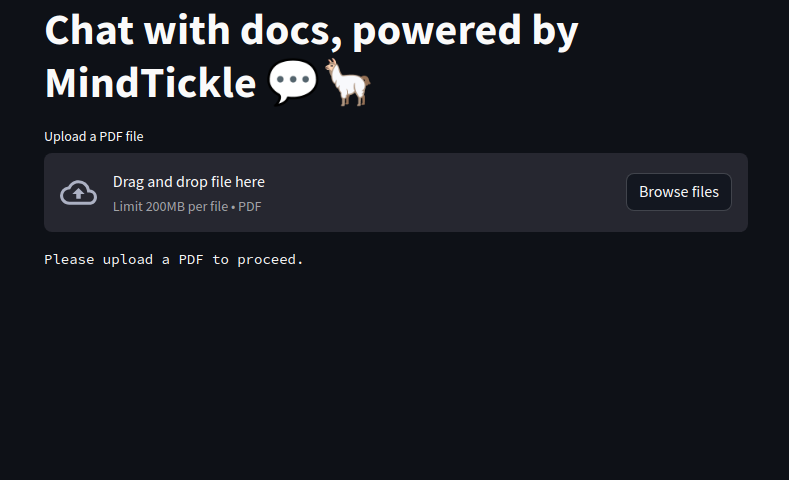 Chat with docs, powered by
MindTickle 💬🦙
Upload a PDF file
Drag and drop file here
Limit 200MB per file • PDF
Browse files
Please upload a PDF to proceed.